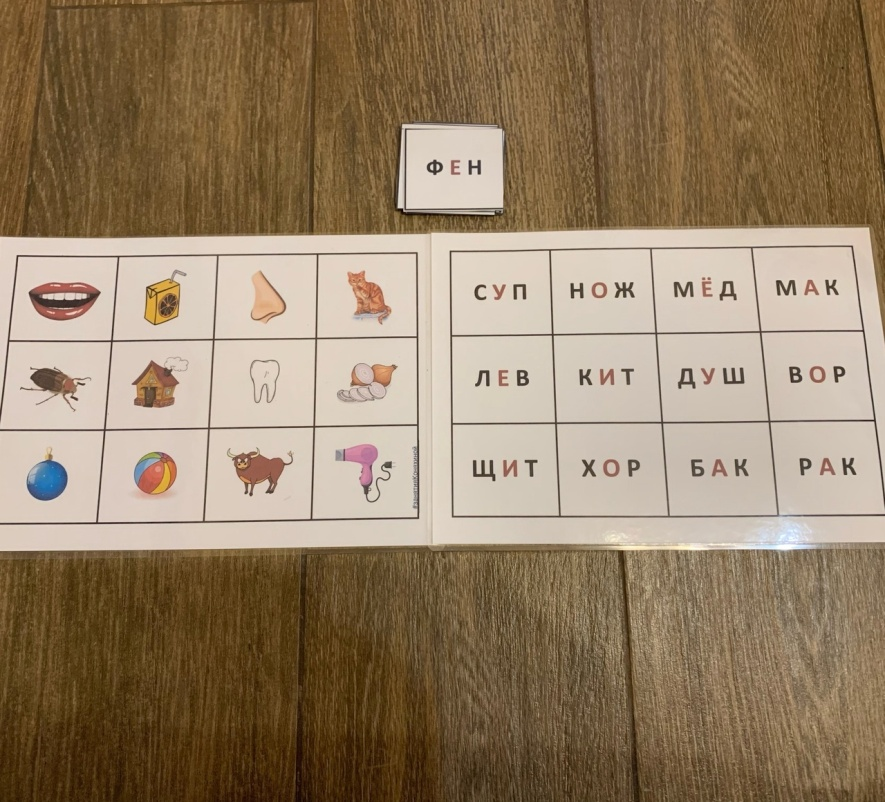 ФЕН
СУП НОЖ МЁД МАК
ЛЕВ КИТ ДУШ ВОР
ЩИТ ХОР БАК РАК